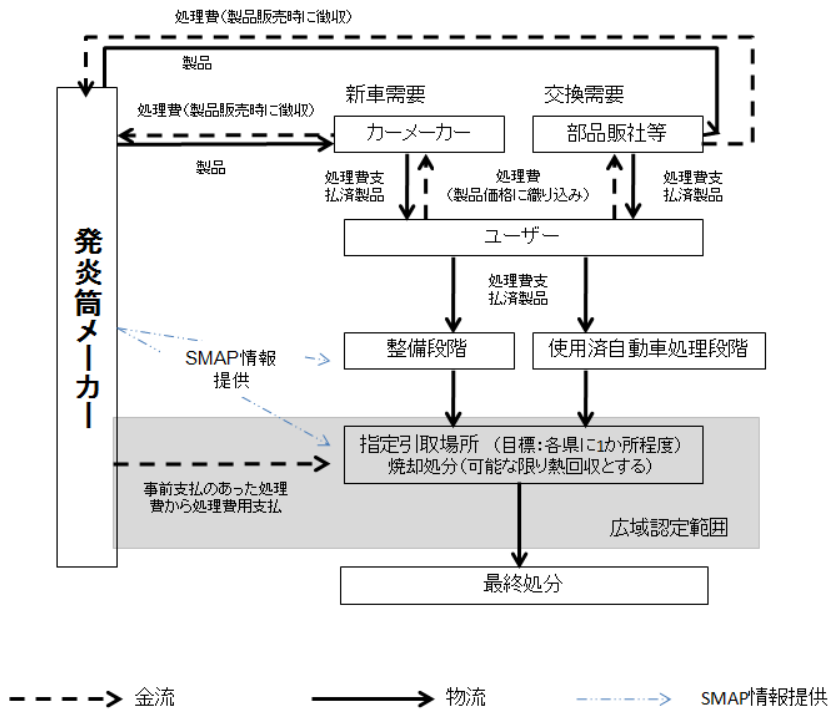 処理費（製品販売時に徴収）
製品
処理費（製品販売時に徴収）
新車需要
交換需要
カーメーカー
部品販社等
製品
処理費支
払済製品
処理費
（製品価格に織り込み）
処理費支
払済製品
発炎筒メーカー
ユーザー
処理費支
払済製品
SMAP情報
提供
整備段階
使用済自動車処理段階
指定引取場所　（目標：各県に1か所程度）
焼却処分（可能な限り熱回収とする）
事前支払のあった処理
費から処理費用支払
広域認定範囲
最終処分
金流
物流
SMAP情報提供